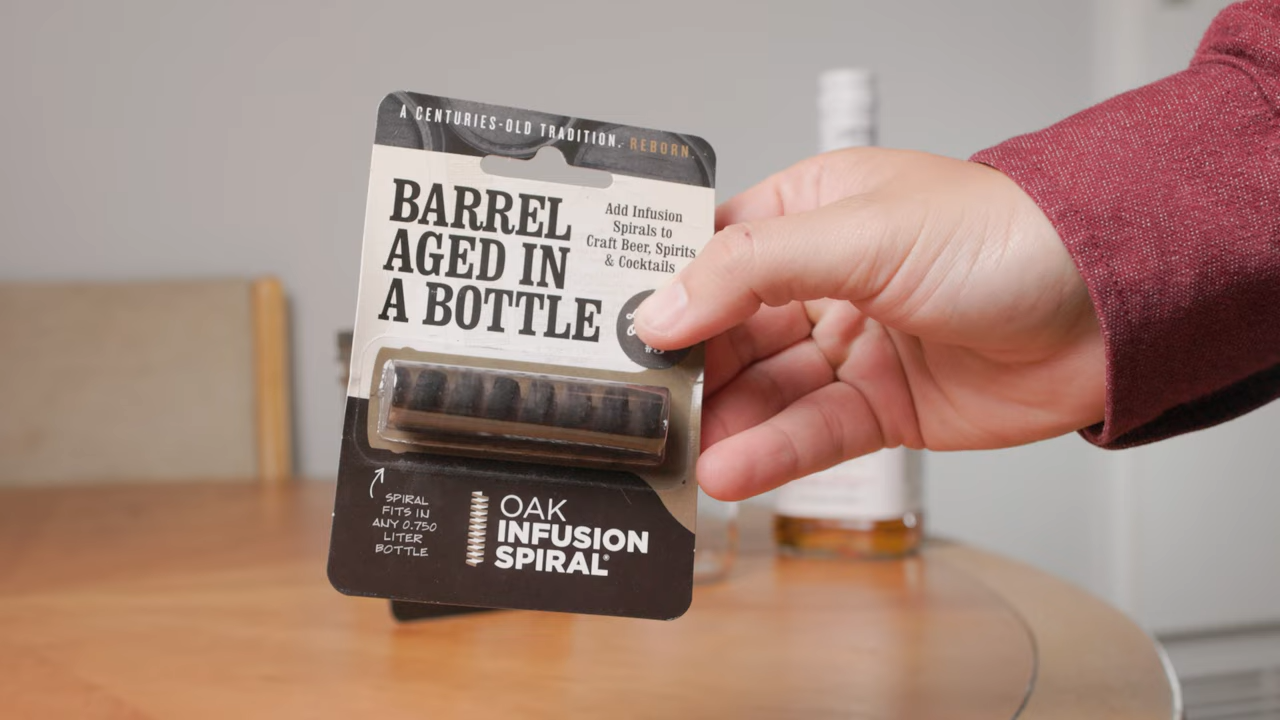 A CENTURIES-OLD TRADITION. REBORN.
BARREL
AGED IN
A BOTTLE
Add Infusion
Spirals to
Craft Beer, Spirits
& Cocktails
SPIRAL
FITS IN
ANY 0.750
LITER
BOTTLE
OAK
INFUSION
SPIRAL®